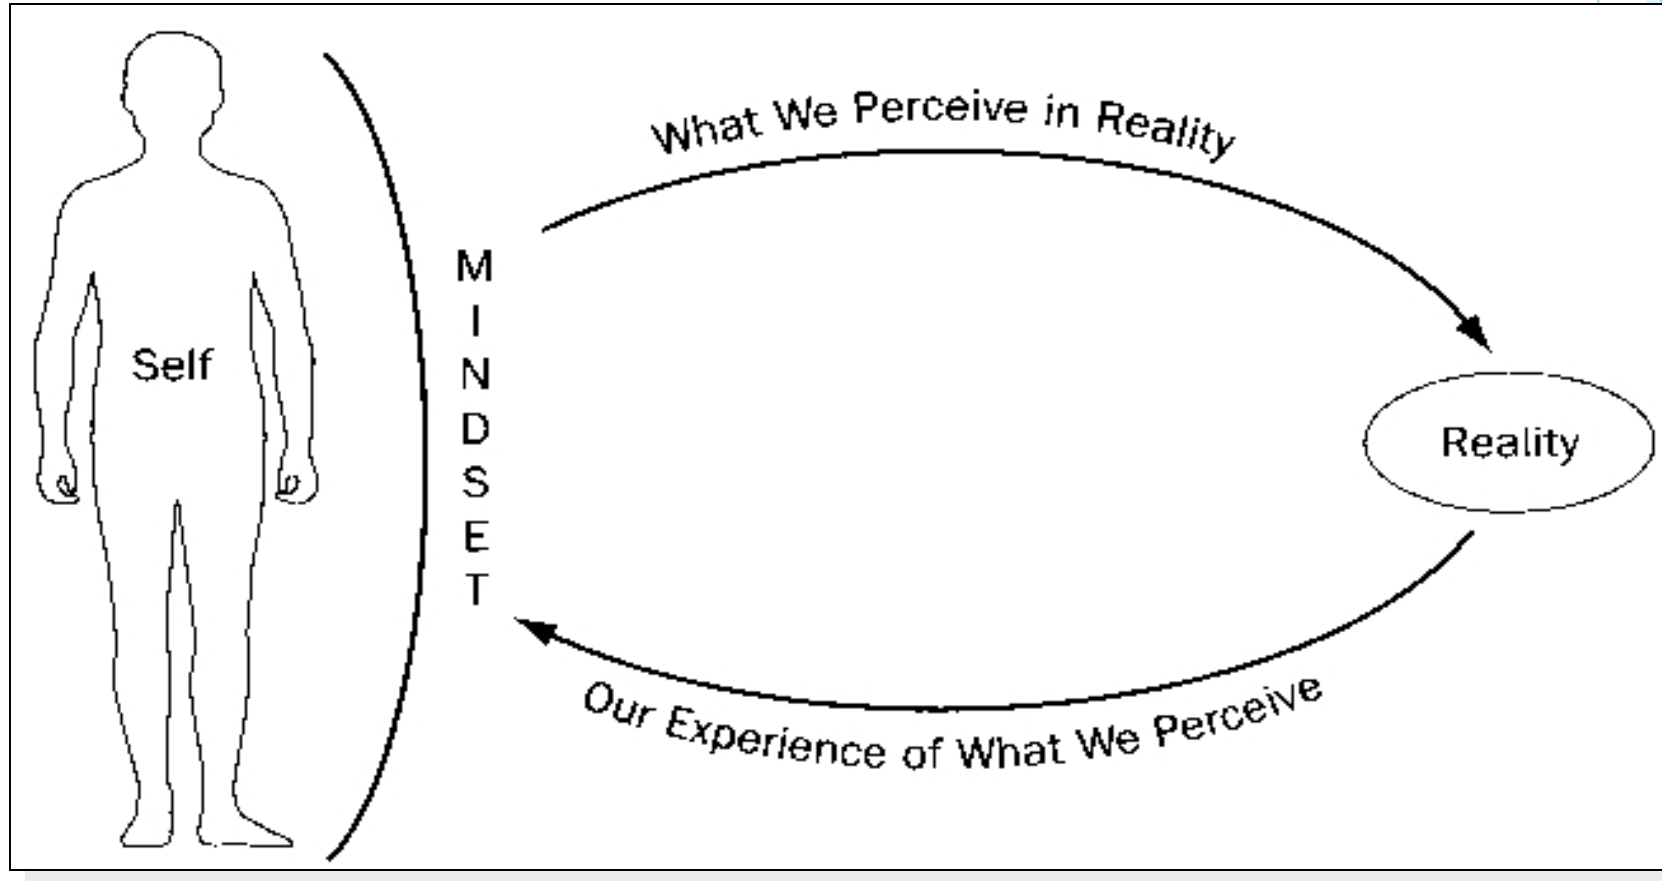 What We Perceive in Reality
Self
M
I
N
D
S
E
T
Reality
Our Experience of What We Perceive